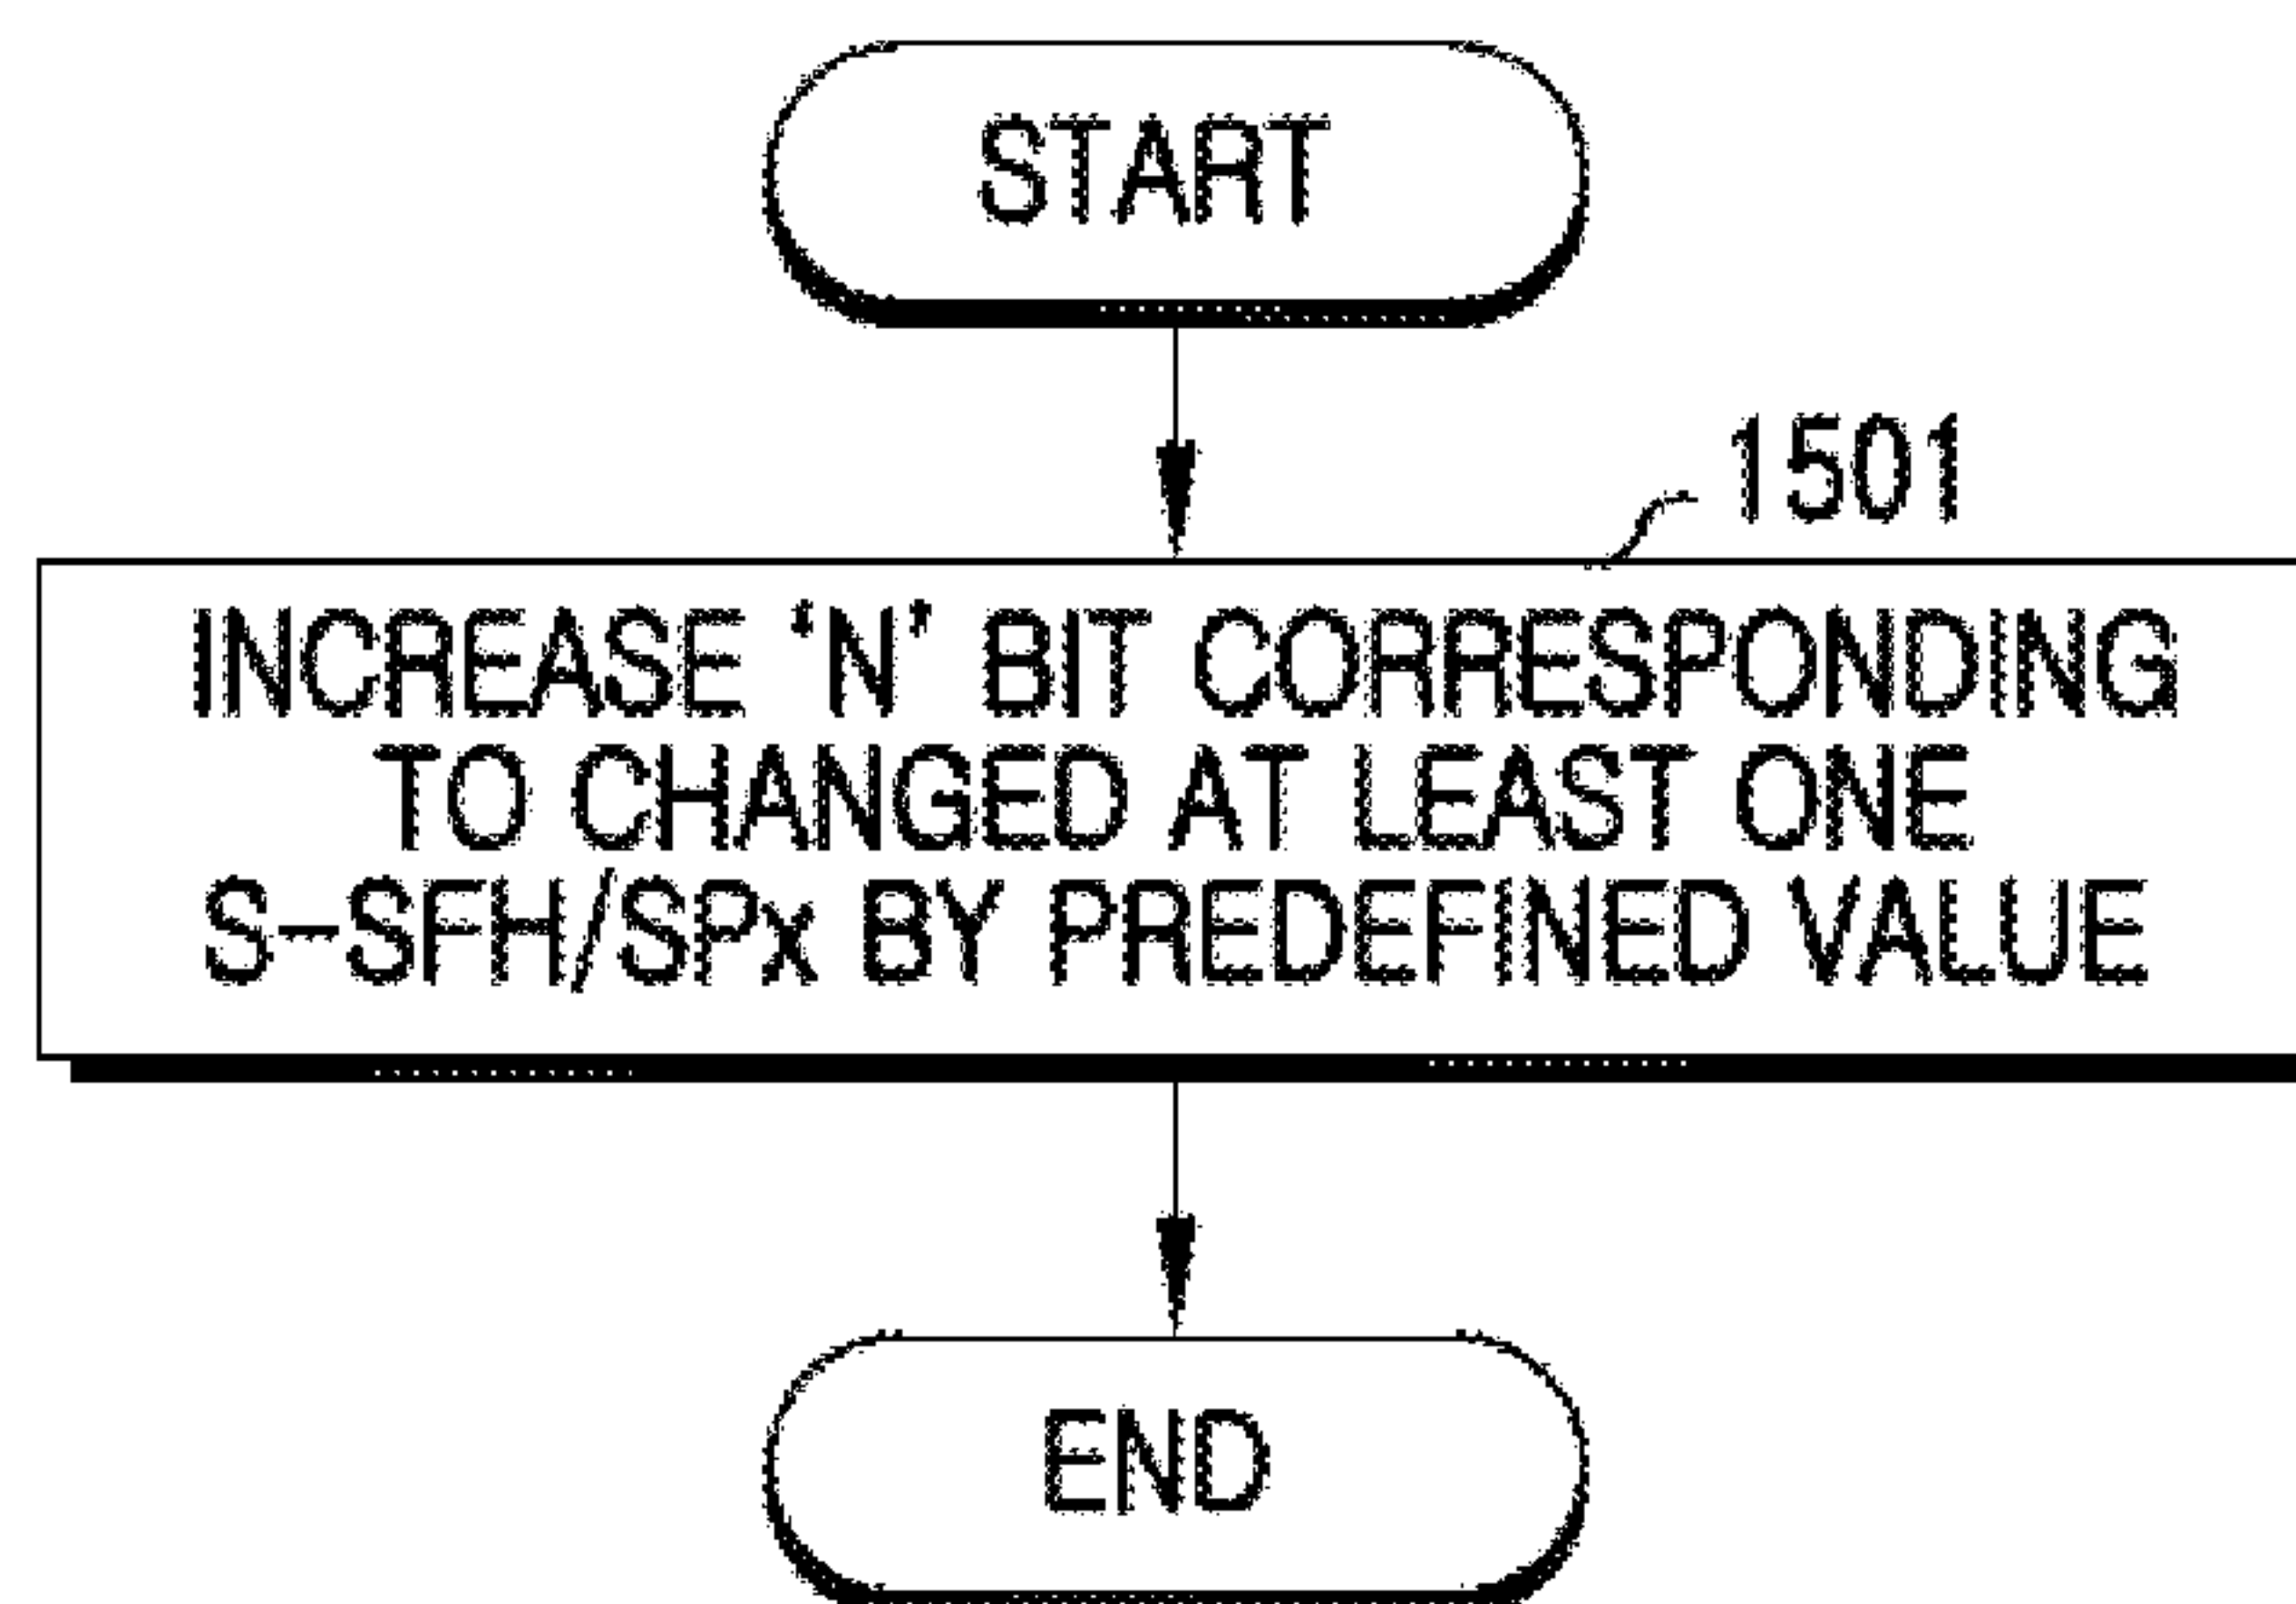 START
1501
INCREASE 'N' BIT CORRESPONDING
TO CHANGED AT LEAST ONE
S-SFH/SPx BY PREDEFINED VALUE
END